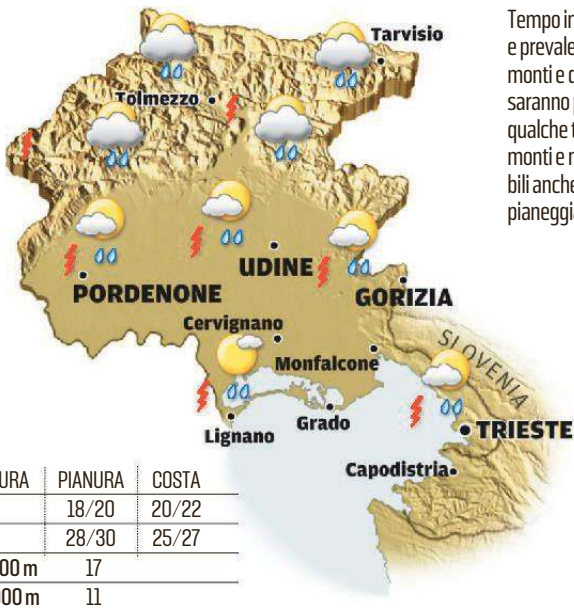 Tarvisio
Tempo in
e prevale
monti e c
saranno p
qualche t
monti e n
bili anche
pianeggia
Tolmezzo
UDINE
PORDENONE
GORIZIA
Cervignano
Monfalcone
SLOVENIA
Lignano
Grado
TRIESTE
Capodistria
URA PIANURA COSTA
18/20 20/22
28/30 25/27
00 m 17
00 m 11